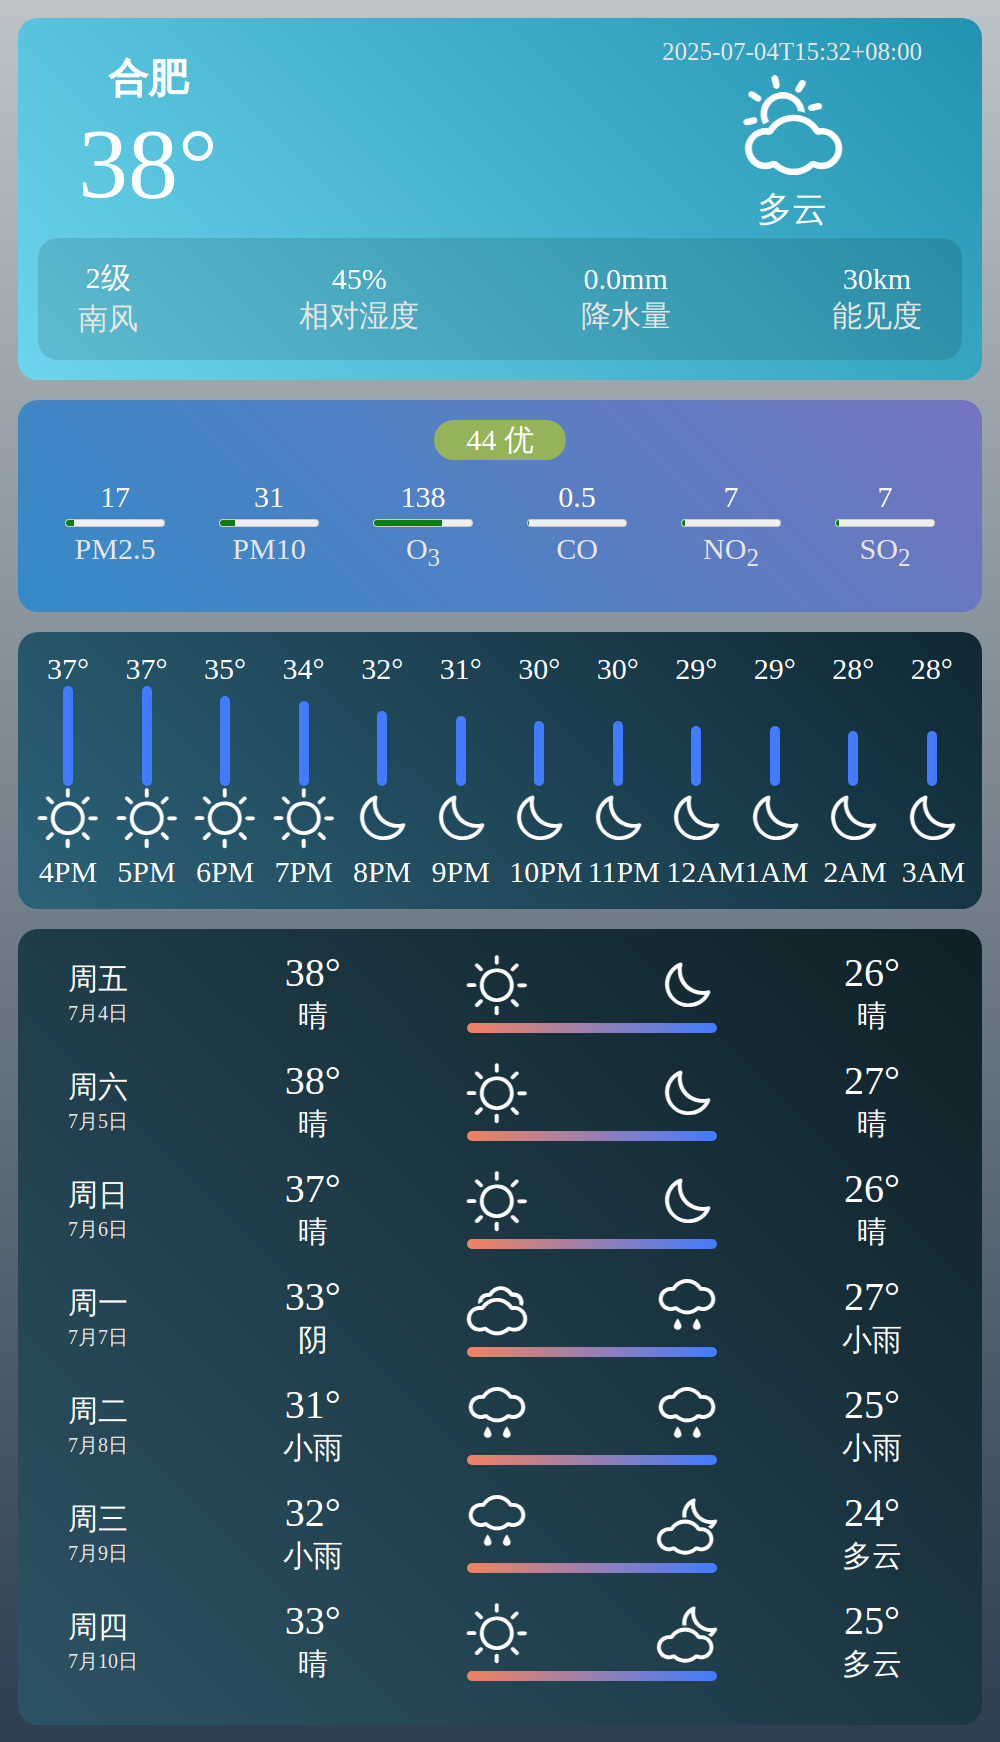 合肥
2025-07-04T15:32+08:00
38°
多云
2级 45% 0.0mm 30km
南风 相对湿度 降水量 能见度
44 优
17 31 138 0.5 7 7
PM2.5 PM10 O3 CO NO2 SO2
37° 37° 35° 34° 32° 31° 30° 30° 29° 29° 28° 28°
4PM 5PM 6PM 7PM 8PM 9PM 10PM 11PM 12AM 1AM 2AM 3AM
周五 38° 26°
7月4日 晴 晴
周六 38° 27°
7月5日 晴 晴
周日 37° 26°
7月6日 晴 晴
周一 33° 27°
7月7日 阴 小雨
周二 31° 25°
7月8日 小雨 小雨
周三 32° 24°
7月9日 小雨 多云
周四 33° 25°
7月10日 晴 多云